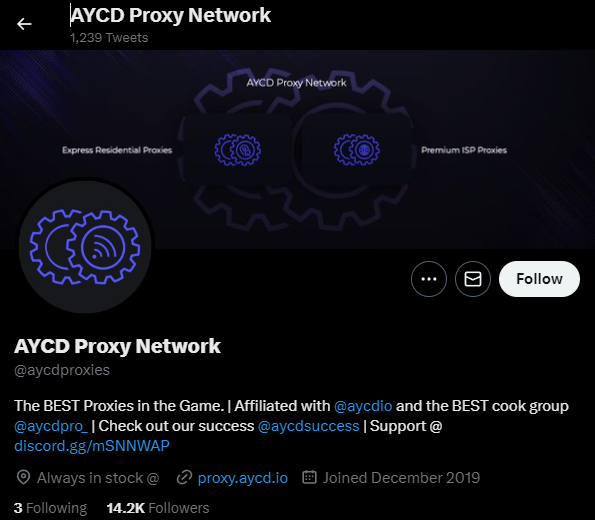 AYCD Proxy Network
1,239 Tweets
AYCD Proxy Network
Express Residential Proxies
Premium ISP Proxies
Follow
AYCD Proxy Network
@aycdproxies
The BEST Proxies in the Game. | Affiliated with @aycdio and the BEST cook group
@aycdpro_ | Check out our success @aycdsuccess | Support @
discord.gg/mSNNWAP
Always in stock @ proxy.aycd.io Joined December 2019
3 Following 14.2K Followers